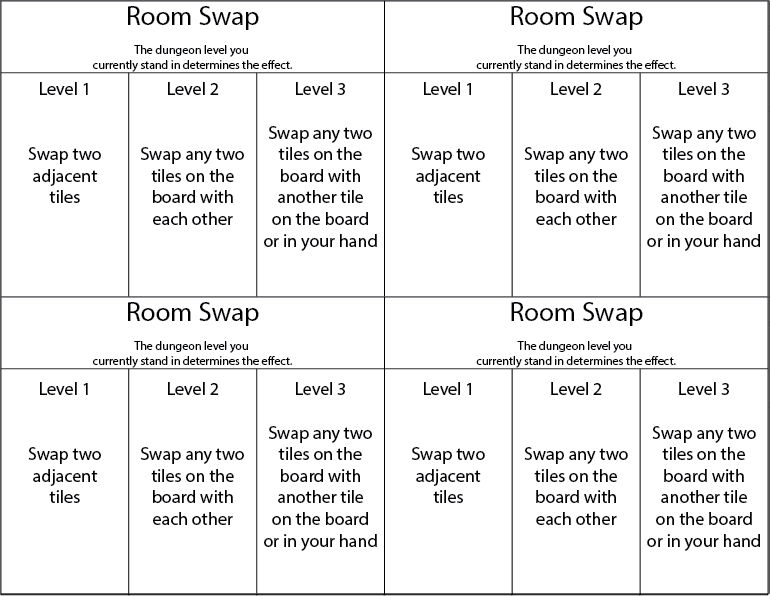 Room Swap
The dungeon level you
currently stand in determines the effect.
Level 1
Swap two
adjacent
tiles
Level 2
Swap any two
tiles on the
board with
each other
Level 3
Swap any two
tiles on the
board with
another tile
on the board
or in your hand
Room Swap
The dungeon level you
currently stand in determines the effect.
Level 1
Swap two
adjacent
tiles
Level 2
Swap any two
tiles on the
board with
each other
Level 3
Swap any two
tiles on the
board with
another tile
on the board
or in your hand
Room Swap
The dungeon level you
currently stand in determines the effect.
Level 1
Swap two
adjacent
tiles
Level 2
Swap any two
tiles on the
board with
each other
Level 3
Swap any two
tiles on the
board with
another tile
on the board
or in your hand
Room Swap
The dungeon level you
currently stand in determines the effect.
Level 1
Swap two
adjacent
tiles
Level 2
Swap any two
tiles on the
board with
each other
Level 3
Swap any two
tiles on the
board with
another tile
on the board
or in your hand